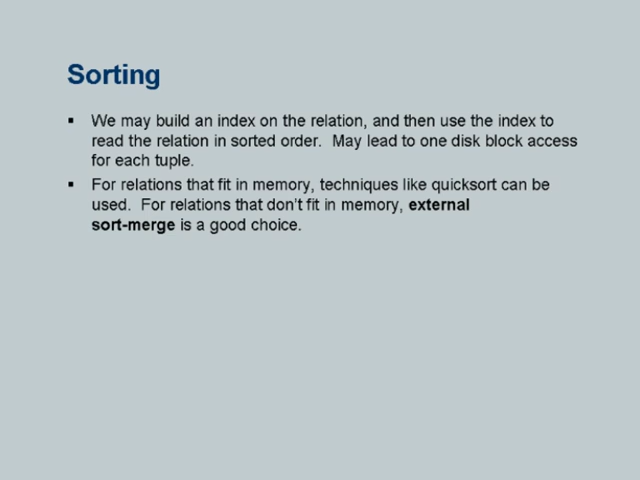 Sorting
▪ We may build an index on the relation, and then use the index to
read the relation in sorted order.  May lead to one disk block access
for each tuple.
▪ For relations that fit in memory, techniques like quicksort can be
used.  For relations that don't fit in memory, external
sort-merge is a good choice.